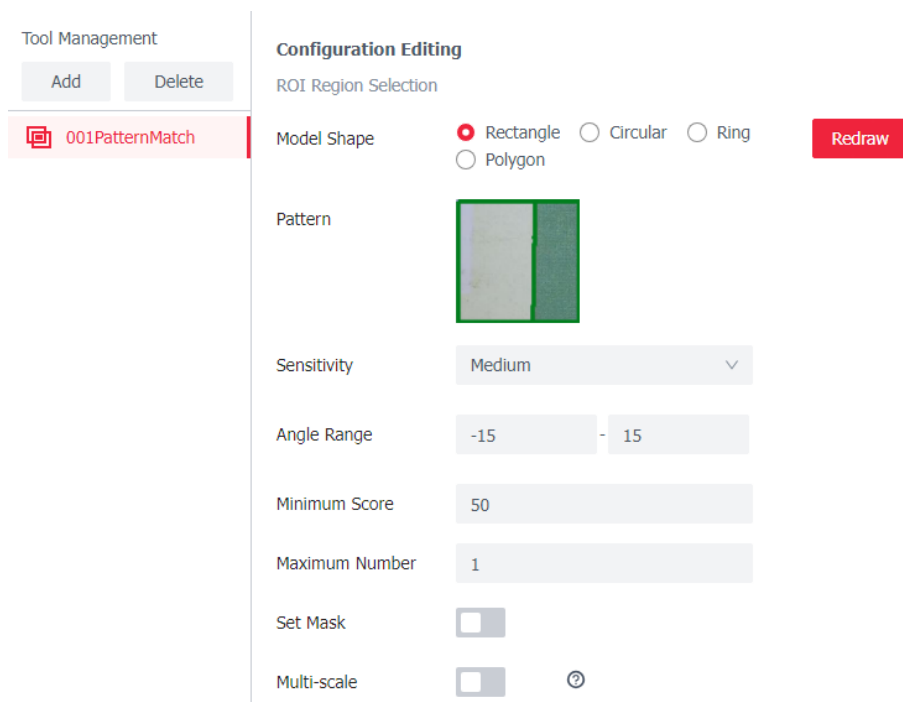 Tool Management
Add Delete
001PatternMatch
Configuration Editing
ROI Region Selection
Model Shape Rectangle Circular Ring Redraw
Polygon
Pattern
Sensitivity Medium
Angle Range -15 - 15
Minimum Score 50
Maximum Number 1
Set Mask
Multi-scale ?